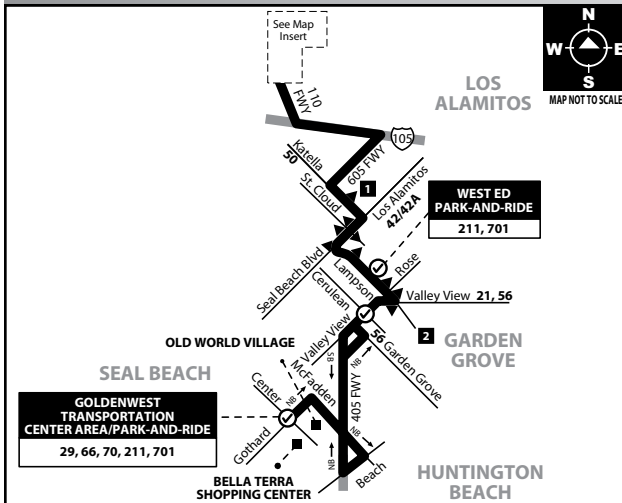 See Map
Insert
N
W
E
S
MAP NOT TO SCALE
LOS
ALAMITOS
110
FWY
105
605 FWY
Katella
50
St. Cloud
1
Los Alamitos
42/42A
WEST ED
PARK-AND-RIDE
211, 701
Seal Beach Blvd
Lampson
Rose
Cerulean
Valley View 21, 56
2
GARDEN
GROVE
OLD WORLD VILLAGE
Valley View
56 Garden Grove
SB
NB
405 FWY
SEAL BEACH
McFadden
Center
NB
GOLDENWEST
TRANSPORTATION
CENTER AREA/PARK-AND-RIDE
29, 66, 70, 211, 701
Gothard
NB
NB
Beach
BELLA TERRA
SHOPPING CENTER
HUNTINGTON
BEACH